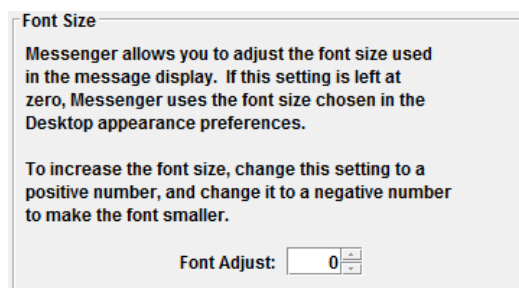 Font Size
Messenger allows you to adjust the font size used
in the message display.  If this setting is left at
zero, Messenger uses the font size chosen in the
Desktop appearance preferences.
To increase the font size, change this setting to a
positive number, and change it to a negative number
to make the font smaller.
Font Adjust: 0